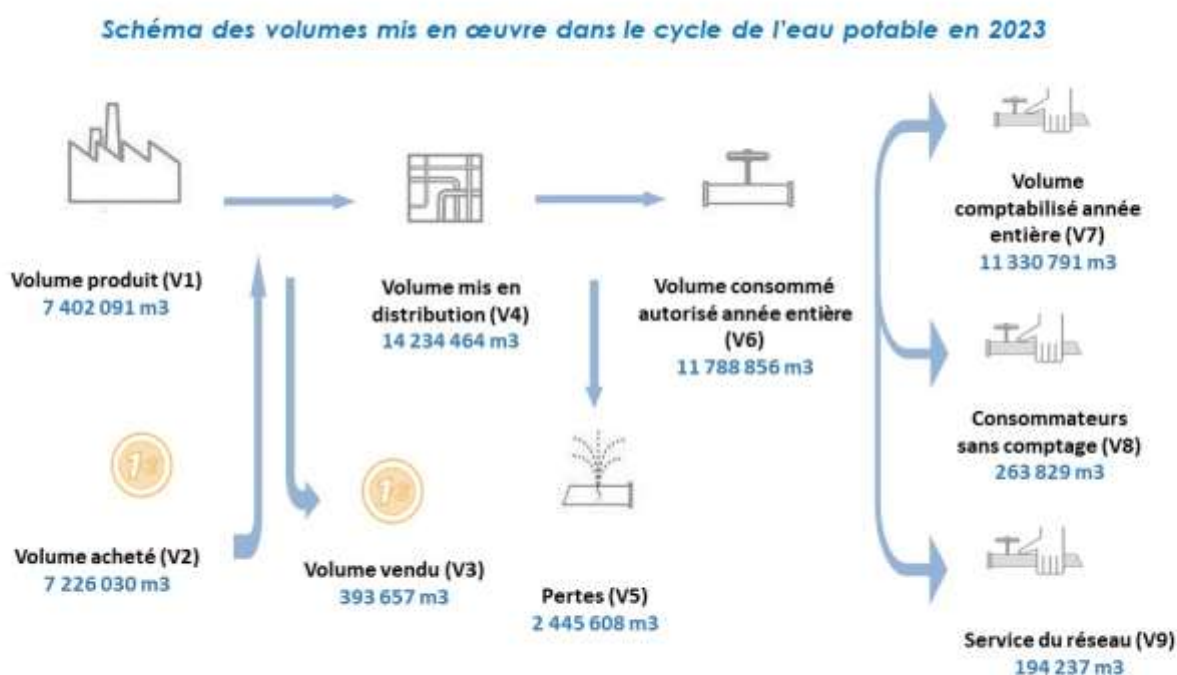 Schéma des volumes mis en œuvre dans le cycle de l'eau potable en 2023
Volume produit (V1)
7 402 091 m3
Volume mis en
distribution (V4)
14 234 464 m3
Volume consommé
autorisé année entière
(V6)
11 788 856 m3
Volume
comptabilisé année
entière (V7)
11 330 791 m3
Consommateurs
sans comptage (V8)
263 829 m3
Volume acheté (V2)
7 226 030 m3
Volume vendu (V3)
393 657 m3
Pertes (V5)
2 445 608 m3
Service du réseau (V9)
194 237 m3